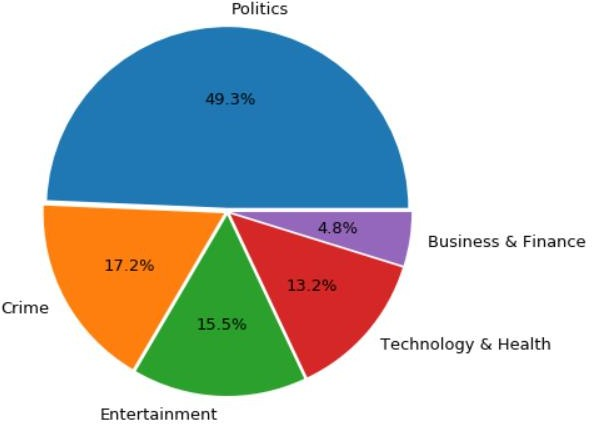 Politics
49.3%
4.8%
Business & Finance
17.2%
13.2%
Crime
15.5%
Technology & Health
Entertainment